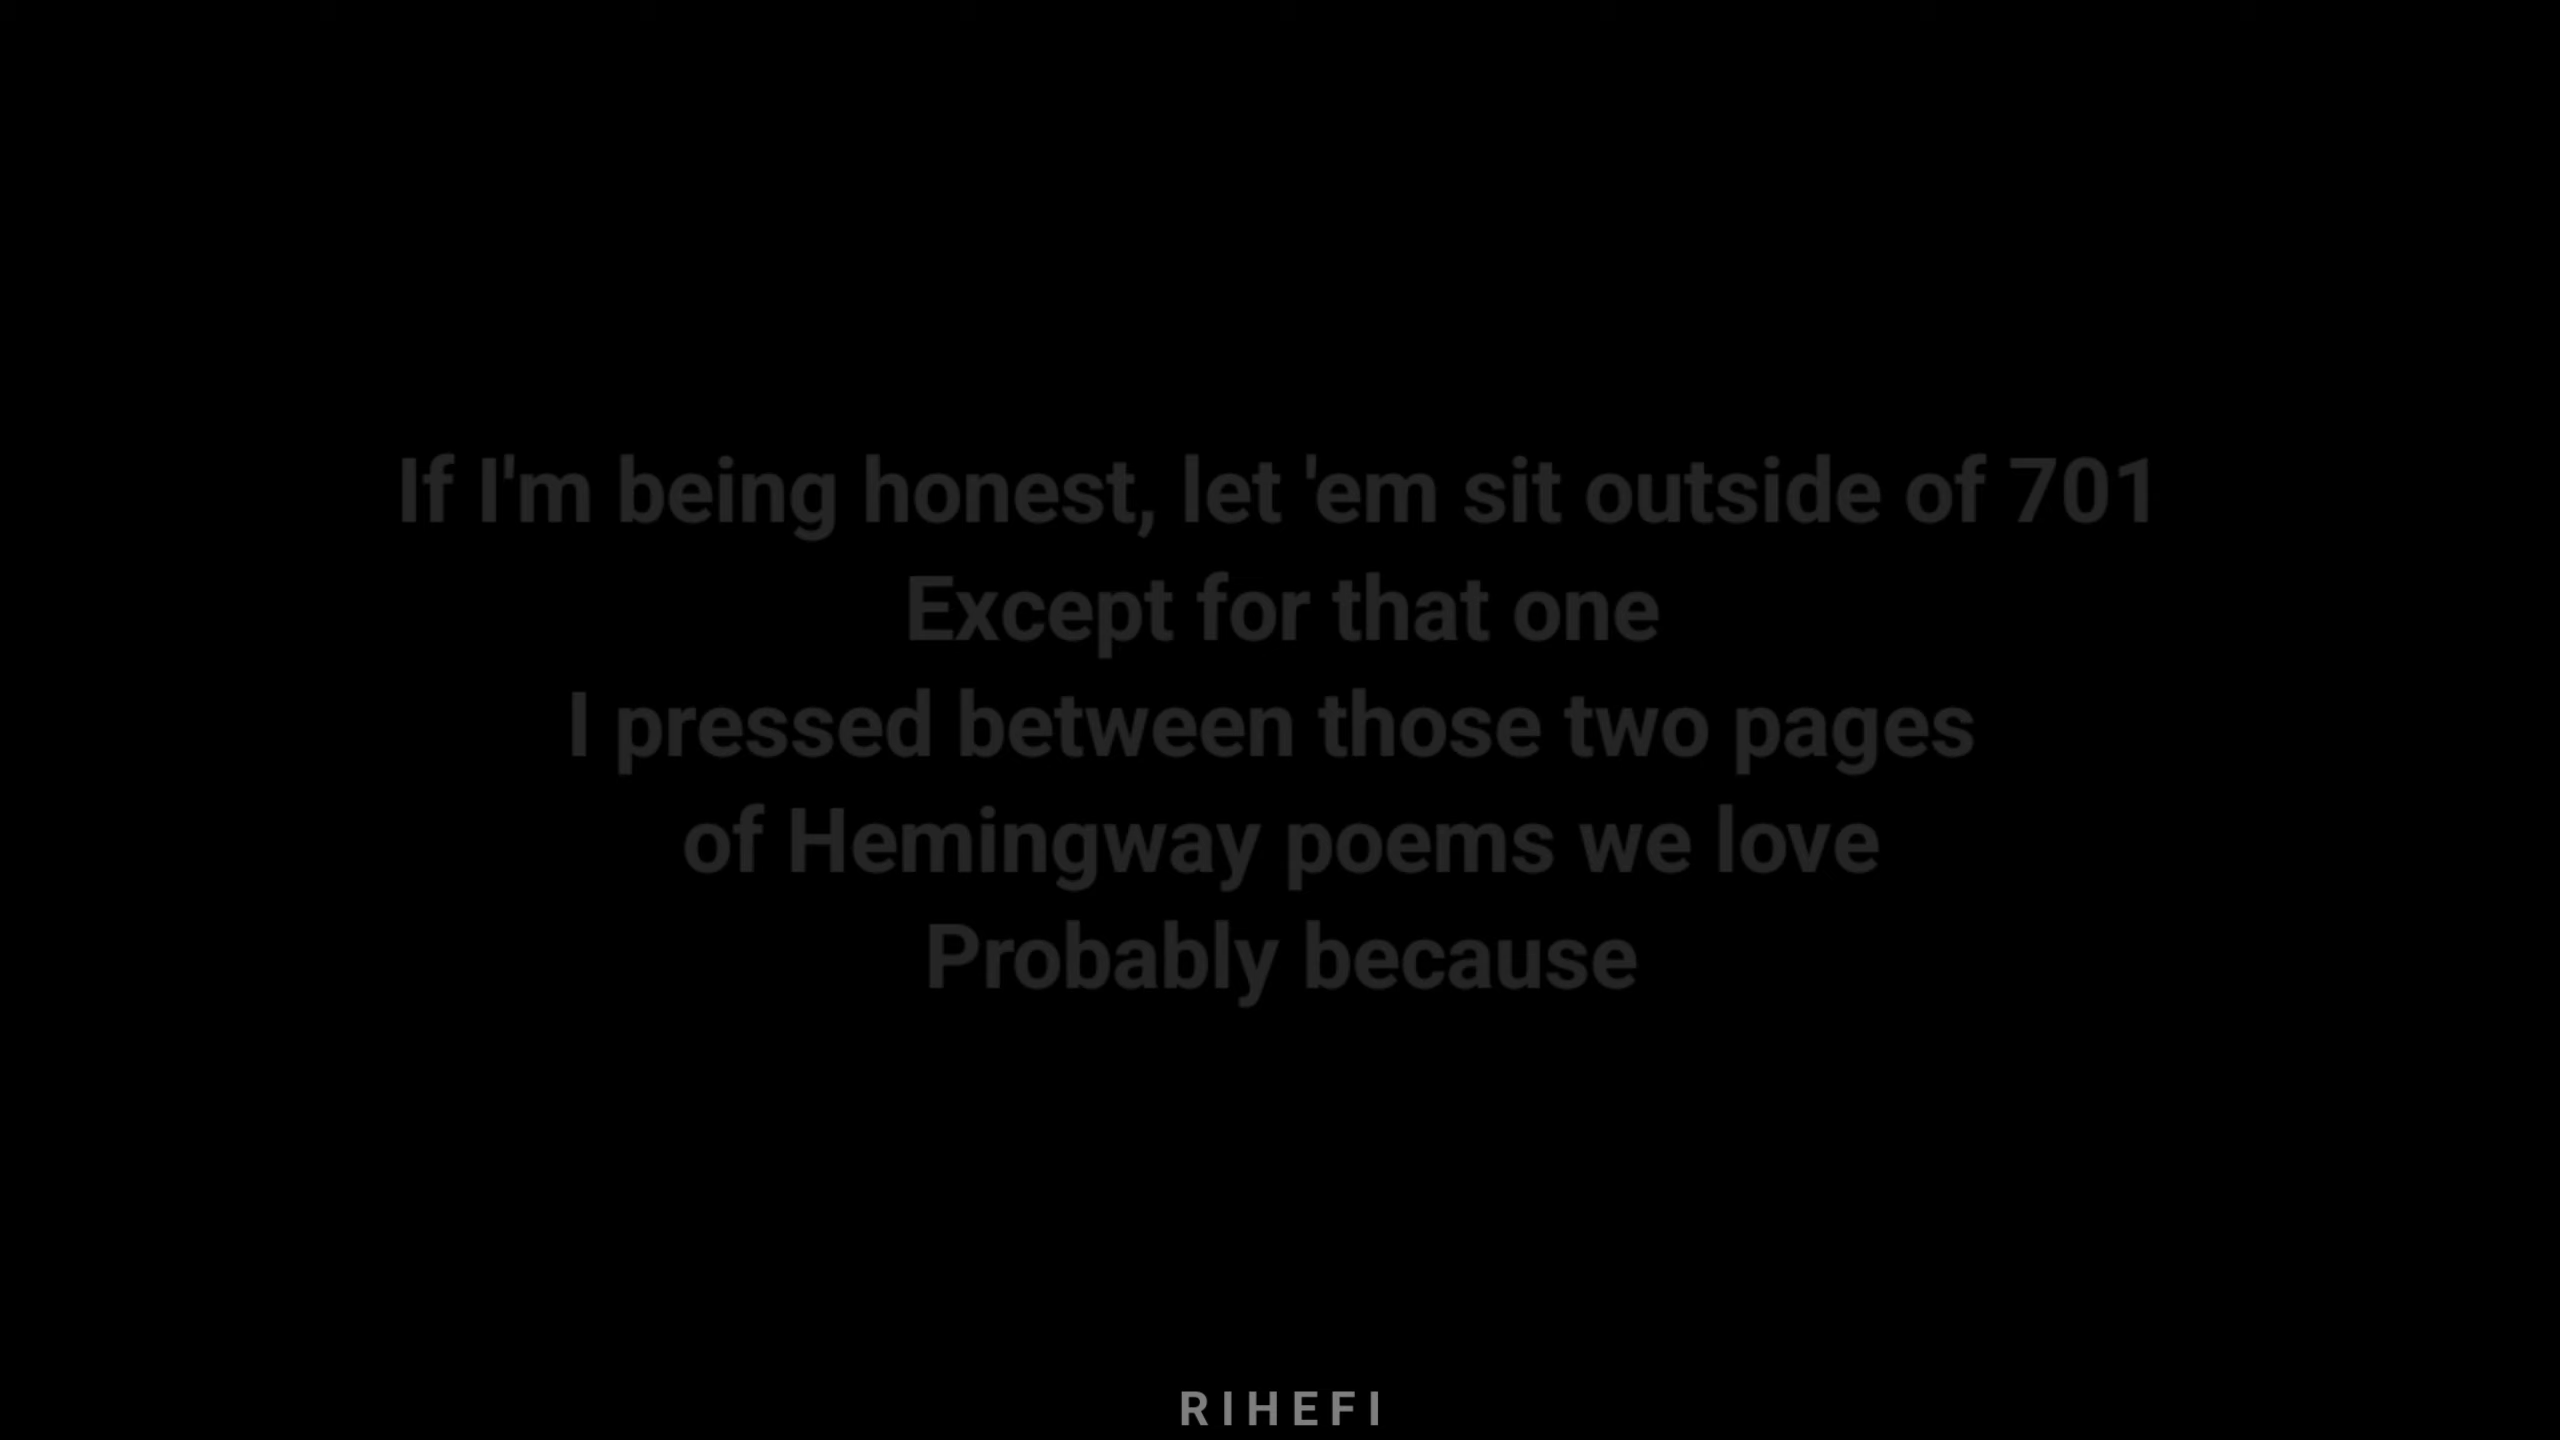 If I'm being honest, let 'em sit outside of 701
Except for that one
I pressed between those two pages
of Hemingway poems we love
Probably because
RIHEFI